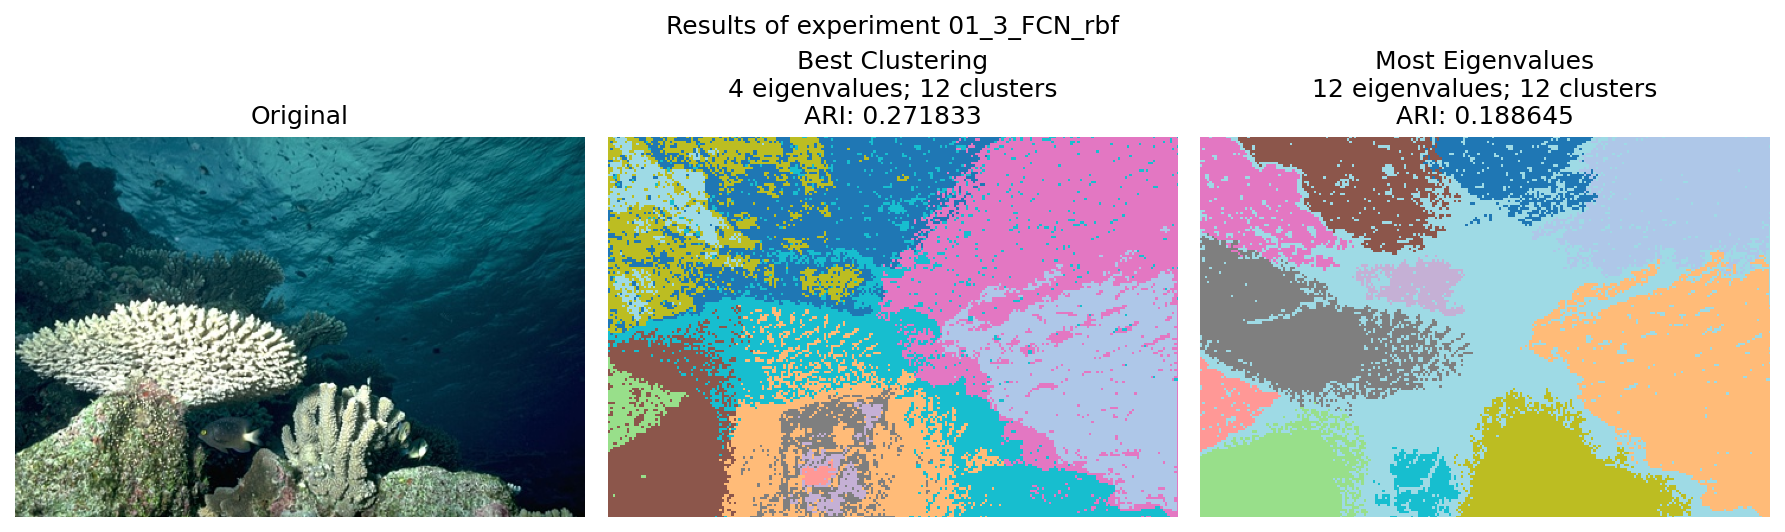 Results of experiment 01_3_FCN_rbf
Original
Best Clustering
4 eigenvalues; 12 clusters
ARI: 0.271833
Most Eigenvalues
12 eigenvalues; 12 clusters
ARI: 0.188645